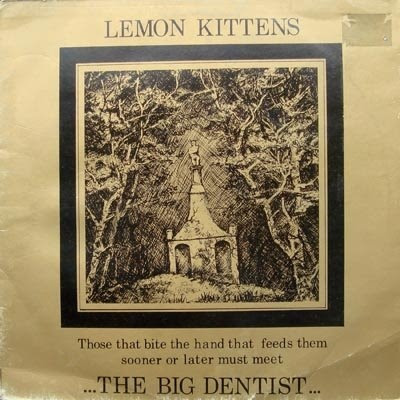 LEMON KITTENS
Those that bite the hand that feeds them
sooner or later must meet
...THE BIG DENTIST...